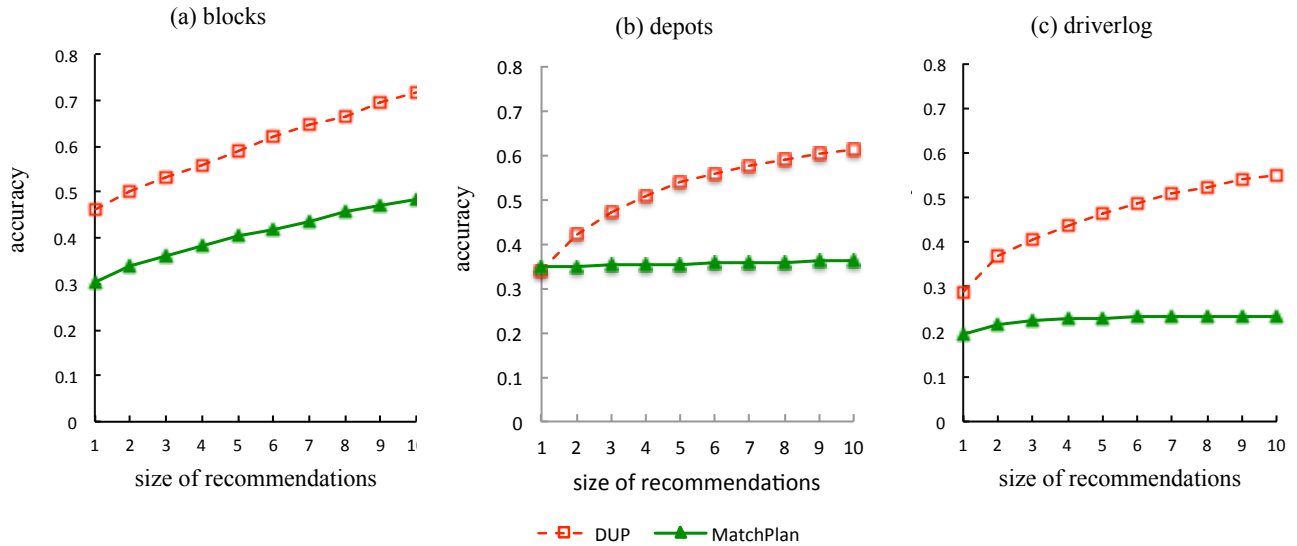 (a) blocks
(b) depots
(c) driverlog
0.8
0.7
0.6
0.5
0.4
0.3
0.2
0.1
0
accuracy
1 2 3 4 5 6 7 8 9
size of recommendations
0.8
0.7
0.6
0.5
0.4
0.3
0.2
0.1
0
accuracy
1 2 3 4 5 6 7 8 9 10
size of recommendations
0.8
0.7
0.6
0.5
0.4
0.3
0.2
0.1
0
1 2 3 4 5 6 7 8 9 10
size of recommendations
DUP MatchPlan